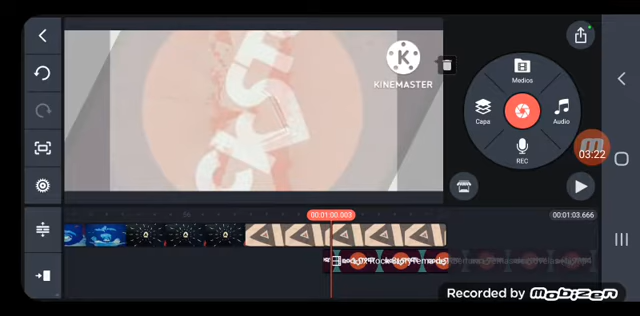 KINEMASTER
Medios
Capa
Audio
REC
03:22
00:01:00.003
00:01:03.666
Recorded by MOBIZEN